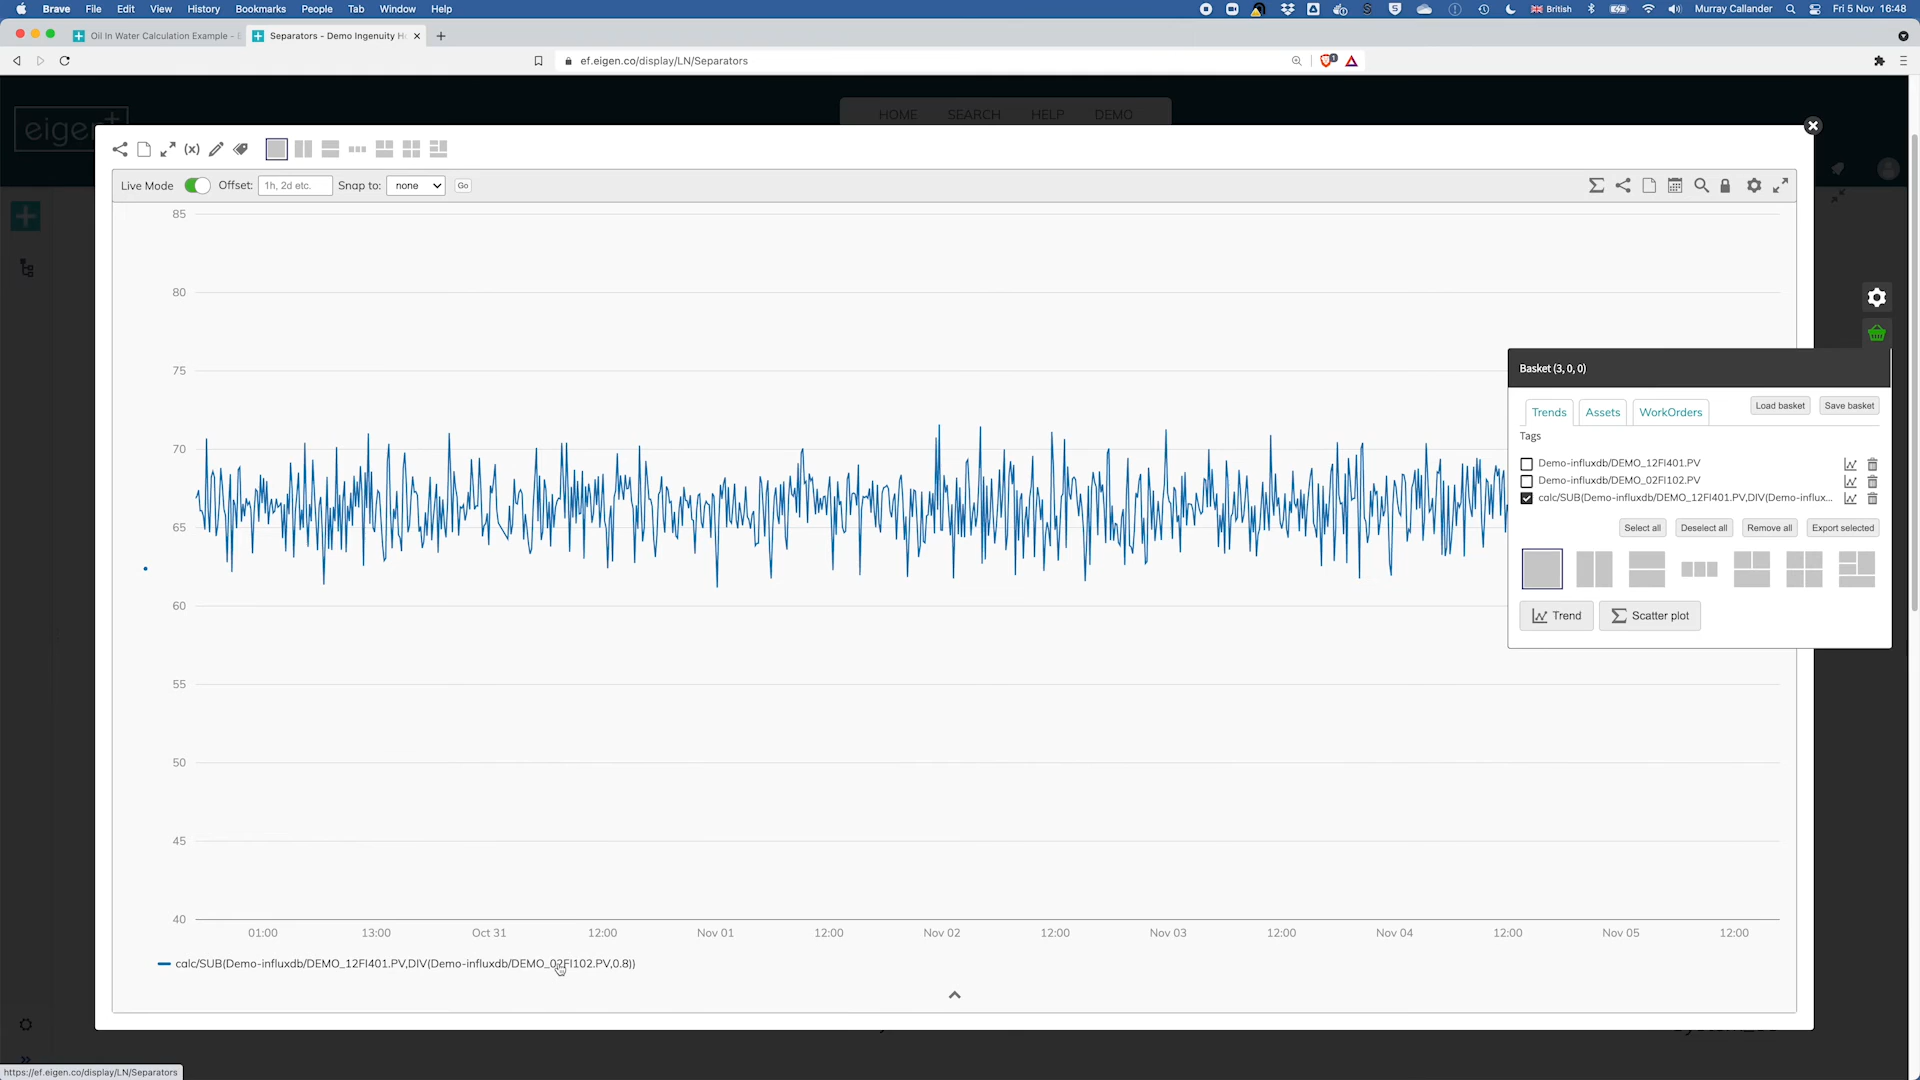 Brave File Edit View History Bookmarks People Tab Window Help British Murray Callander Fri 5 Nov 16:48
Oil In Water Calculation Example - E Separators - Demo Ingenuity H
ef.eigen.co/display/LN/Separators
HOME SEARCH HELP DEMO
eigen
Live Mode Offset: 1h, 2d etc. Snap to: none Go
85
80
75
70
65
60
55
50
45
40
01:00 13:00 Oct 31 12:00 Nov 01 12:00 Nov 02 12:00 Nov 03 12:00 Nov 04 12:00 Nov 05 12:00
calc/SUB(Demo-influxdb/DEMO_12FI401.PV,DIV(Demo-influxdb/DEMO_02FI102.PV,0.8))
Basket (3, 0, 0)
Trends Assets WorkOrders Load basket Save basket
Tags
Demo-influxdb/DEMO_12FI401.PV
Demo-influxdb/DEMO_02FI102.PV
calc/SUB(Demo-influxdb/DEMO_12FI401.PV,DIV(Demo-influx...
Select all Deselect all Remove all Export selected
Trend Scatter plot
https://ef.eigen.co/display/LN/Separators